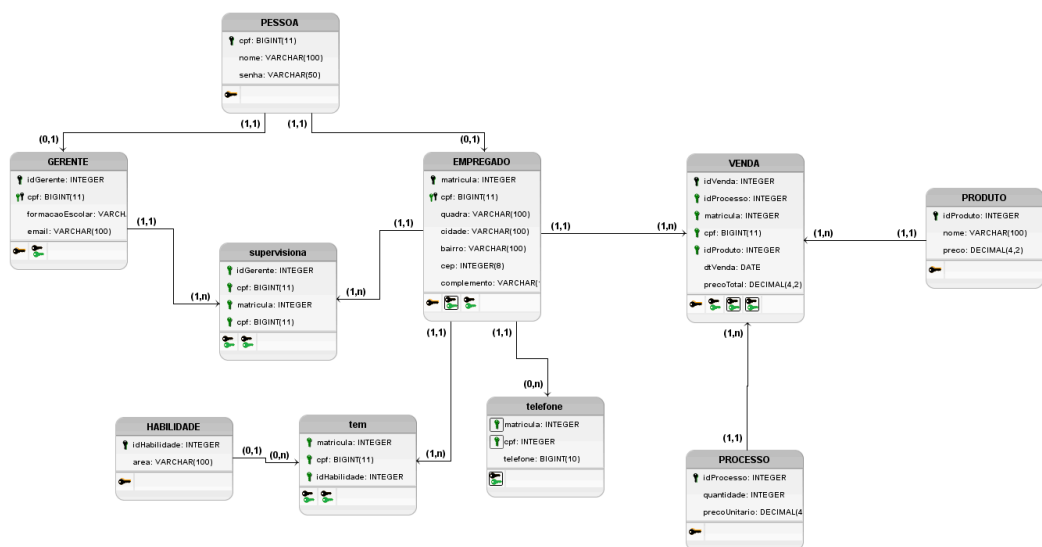 PESSOA
cpf: BIGINT(11)
nome: VARCHAR(100)
senha: VARCHAR(50)
(1,1)
(1,1)
(0,1)
(0,1)
GERENTE
idGerente: INTEGER
cpf: BIGINT(11)
formacaoEscolar: VARCH
email: VARCHAR(100)
(1,1)
(1,n)
supervisiona
idGerente: INTEGER
cpf: BIGINT(11)
matricula: INTEGER
cpf: BIGINT(11)
(1,1)
(1,n)
EMPREGADO
matricula: INTEGER
cpf: BIGINT(11)
quadra: VARCHAR(100)
cidade: VARCHAR(100)
bairro: VARCHAR(100)
cep: INTEGER(8)
complemento: VARCHAR(
(1,1)
(1,n)
(1,1)
(1,1)
VENDA
idVenda: INTEGER
idProcesso: INTEGER
matricula: INTEGER
cpf: BIGINT(11)
idProduto: INTEGER
dtVenda: DATE
precoTotal: DECIMAL(4,2)
(1,n)
(1,1)
(1,n)
PRODUTO
idProduto: INTEGER
nome: VARCHAR(100)
preco: DECIMAL(4,2)
HABILIDADE
idHabilidade: INTEGER
area: VARCHAR(100)
(0,1)
(0,n)
tem
matricula: INTEGER
cpf: BIGINT(11)
idHabilidade: INTEGER
(1,n)
(0,n)
telefone
matricula: INTEGER
cpf: INTEGER
telefone: BIGINT(10)
(1,1)
PROCESSO
idProcesso: INTEGER
quantidade: INTEGER
precoUnitario: DECIMAL(4